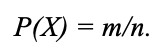 P(X) = m/n.